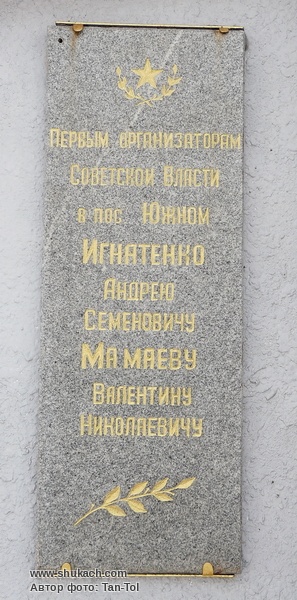 Первым организаторам
Советской Власти
в пос. Южном
Игнатенко
Андрею
Семеновичу
Мамаеву
Валентину
Николаевичу
www.shukach.com
Автор фото: Tan-Tol